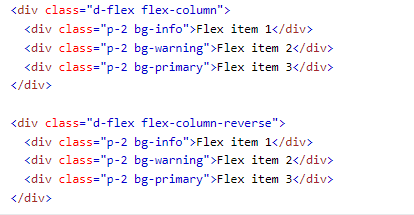 <div class="d-flex flex-column">
  <div class="p-2 bg-info">Flex item 1</div>
  <div class="p-2 bg-warning">Flex item 2</div>
  <div class="p-2 bg-primary">Flex item 3</div>
</div>

<div class="d-flex flex-column-reverse">
  <div class="p-2 bg-info">Flex item 1</div>
  <div class="p-2 bg-warning">Flex item 2</div>
  <div class="p-2 bg-primary">Flex item 3</div>
</div>